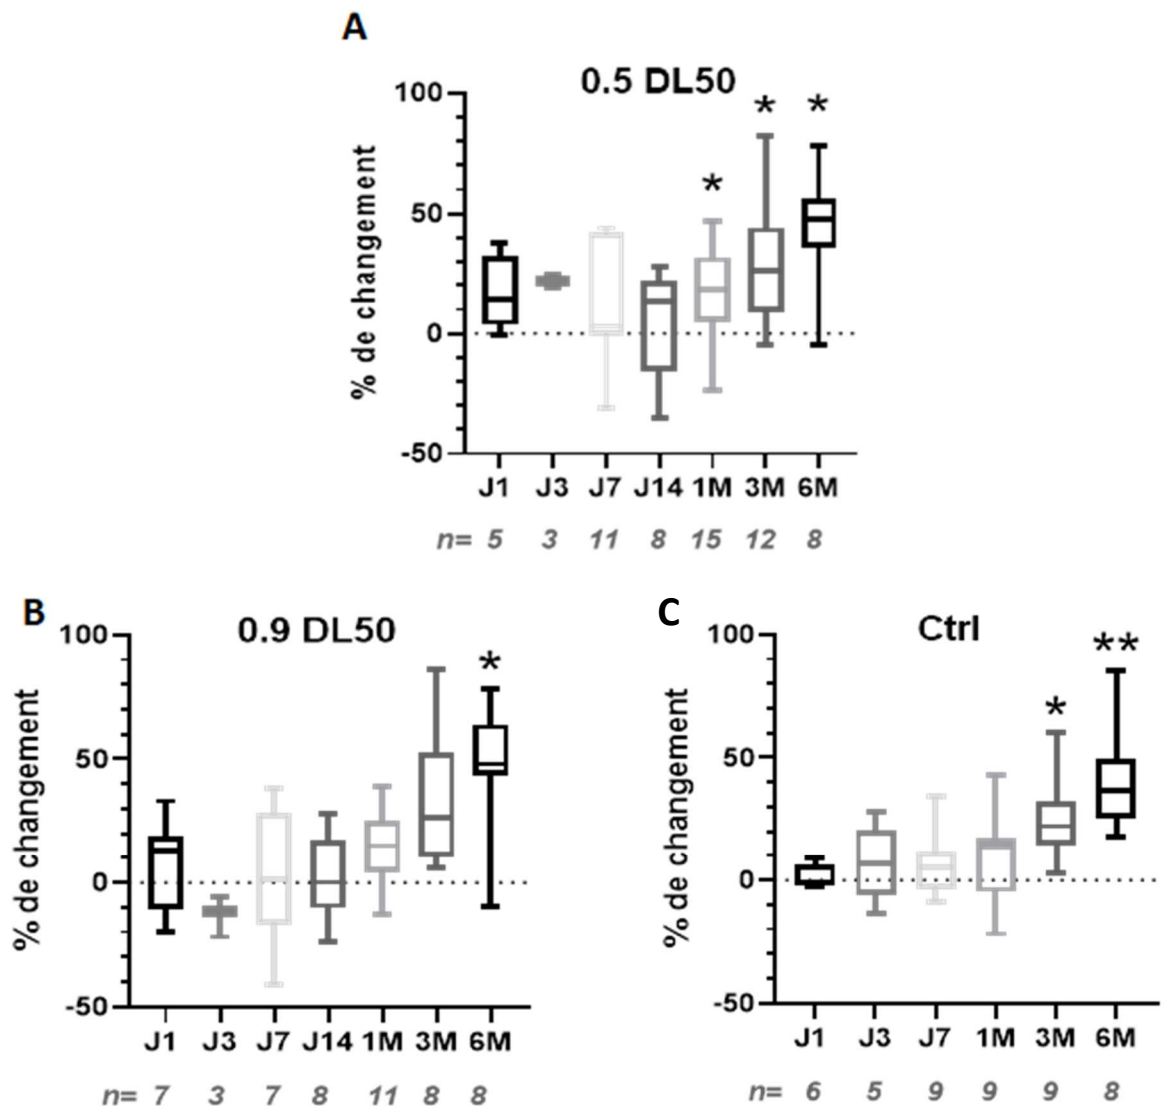 A
0.5 DL50
% de changement
100
50
0
-50
* * *
J1 J3 J7 J14 1M 3M 6M
n= 5 3 11 8 15 12 8
B
0.9 DL50
% de changement
100
50
0
-50
*
J1 J3 J7 J14 1M 3M 6M
n= 7 3 7 8 11 8 8
C
Ctrl
% de changement
100
50
0
-50
* **
J1 J3 J7 1M 3M 6M
n= 6 5 9 9 9 8